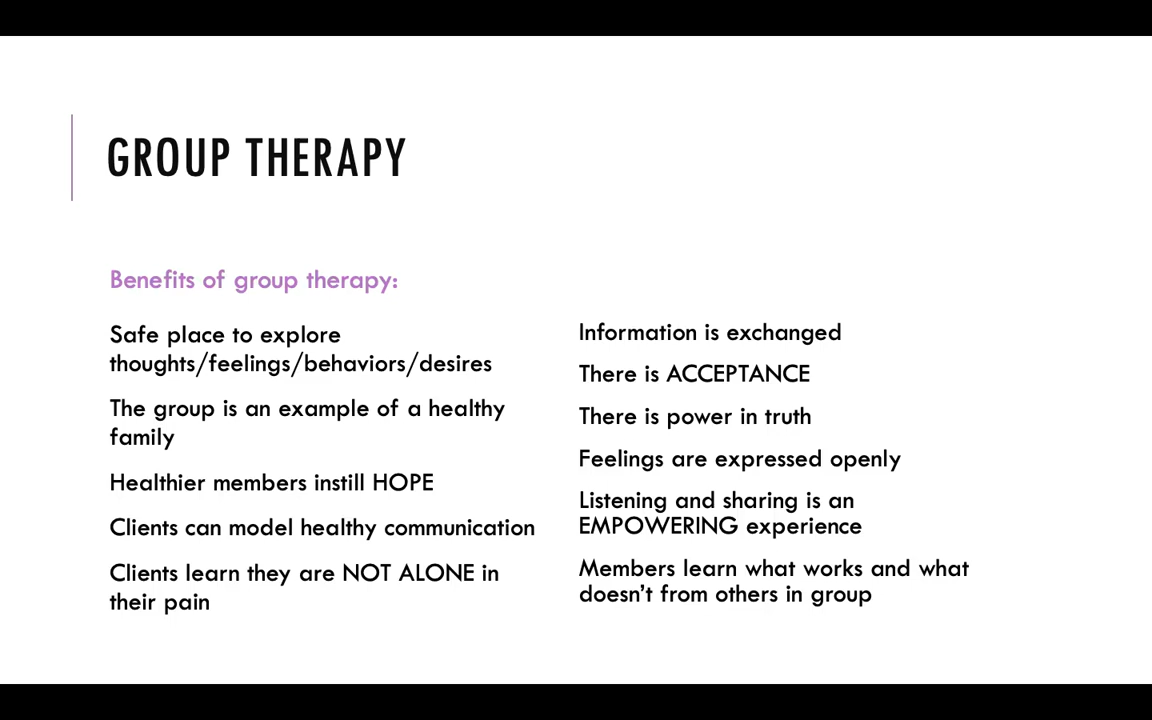 GROUP THERAPY
Benefits of group therapy:
Safe place to explore
thoughts/feelings/behaviors/desires
The group is an example of a healthy
family
Healthier members instill HOPE
Clients can model healthy communication
Clients learn they are NOT ALONE in
their pain
Information is exchanged
There is ACCEPTANCE
There is power in truth
Feelings are expressed openly
Listening and sharing is an
EMPOWERING experience
Members learn what works and what
doesn’t from others in group